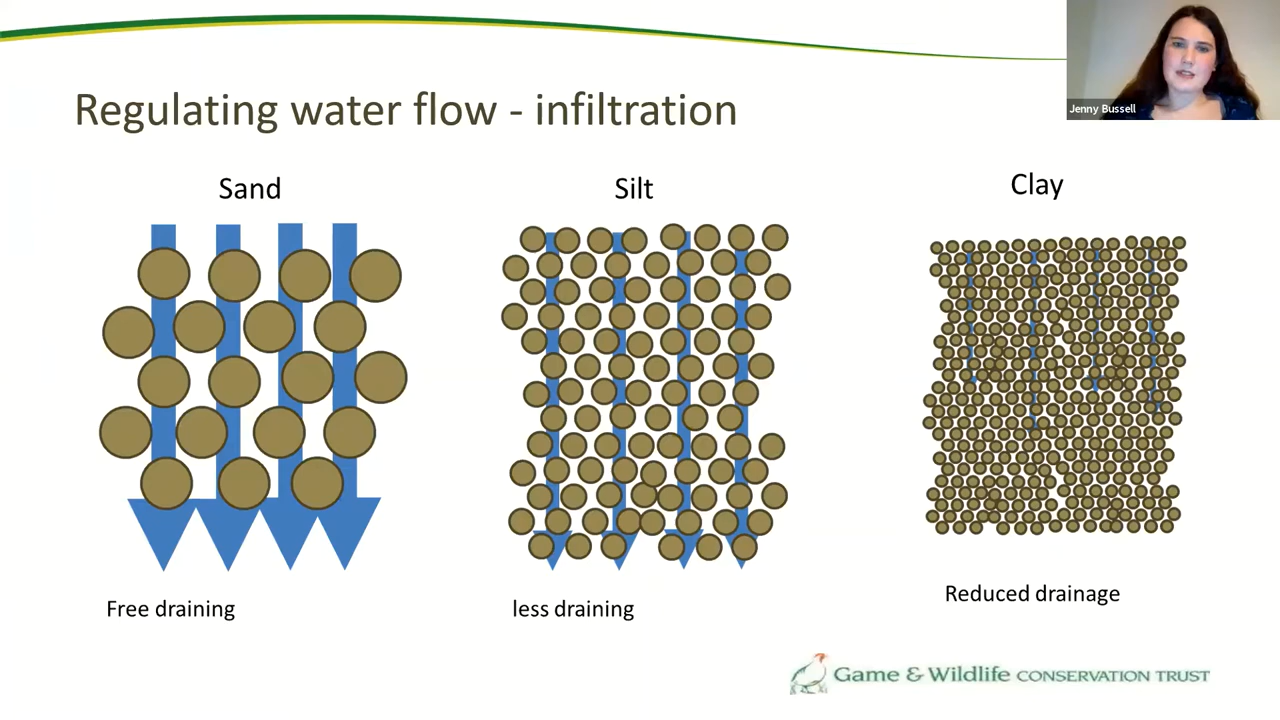 Jenny Bussell
Regulating water flow - infiltration
Sand
Silt
Clay
Free draining
less draining
Reduced drainage
Game & Wildlife CONSERVATION TRUST